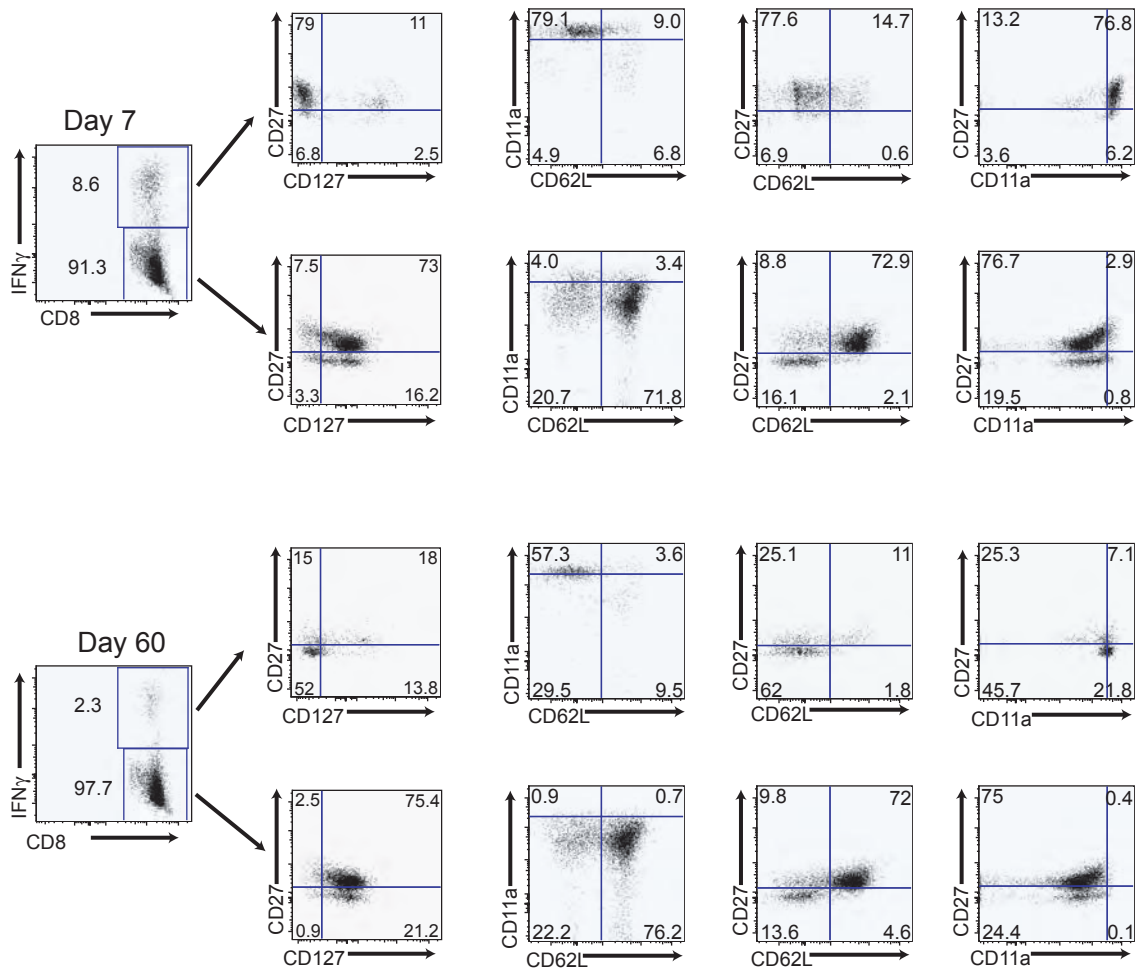 79 11
CD27
6.8 2.5
CD127
79.1 9.0
CD11a
4.9 6.8
CD62L
77.6 14.7
CD27
6.9 0.6
CD62L
13.2 76.8
CD27
3.6 6.2
CD11a
Day 7
8.6
91.3
IFNγ
CD8
7.5 73
CD27
3.3 16.2
CD127
4.0 3.4
CD11a
20.7 71.8
CD62L
8.8 72.9
CD27
16.1 2.1
CD62L
76.7 2.9
CD27
19.5 0.8
CD11a
15 18
CD27
52 13.8
CD127
57.3 3.6
CD11a
29.5 9.5
CD62L
25.1 11
CD27
62 1.8
CD62L
25.3 7.1
CD27
45.7 21.8
CD11a
Day 60
2.3
97.7
IFNγ
CD8
2.5 75.4
CD27
0.9 21.2
CD127
0.9 0.7
CD11a
22.2 76.2
CD62L
9.8 72
CD27
13.6 4.6
CD62L
75 0.4
CD27
24.4 0.1
CD11a